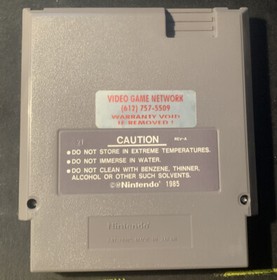 VIDEO GAME NETWORK
(612) 757-5509
WARRANTY VOID
IF REMOVED!
CAUTION
REV-A
• DO NOT STORE IN EXTREME TEMPERATURES.
• DO NOT IMMERSE IN WATER.
• DO NOT CLEAN WITH BENZENE, THINNER,
ALCOHOL OR OTHER SUCH SOLVENTS.
©®Nintendo® 1985
Nintendo